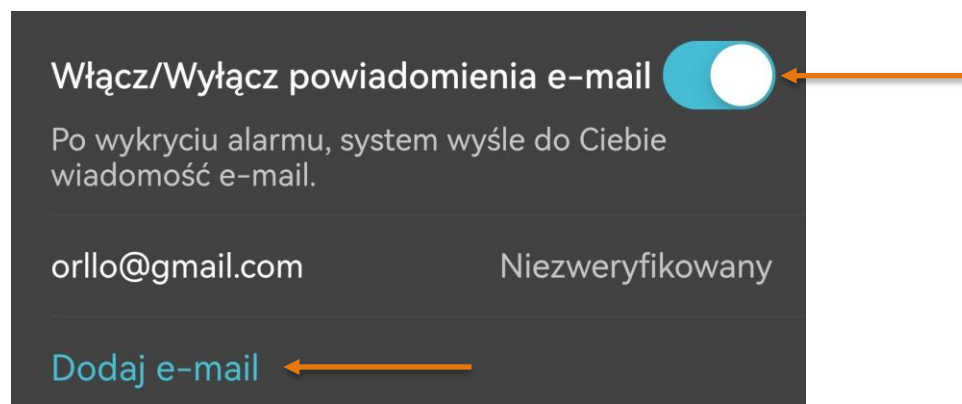 Włącz/Wyłącz powiadomienia e-mail
Po wykryciu alarmu, system wyśle do Ciebie
wiadomość e-mail.
orllo@gmail.com Niezweryfikowany
Dodaj e-mail